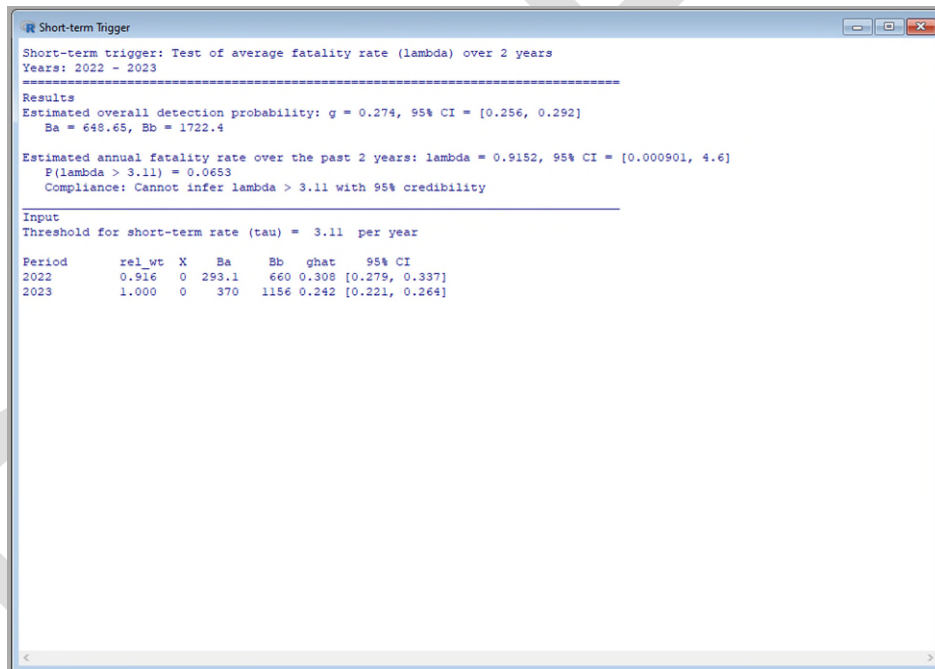 Short-term Trigger
Short-term trigger: Test of average fatality rate (lambda) over 2 years
Years: 2022 - 2023
================================================================================
Results
Estimated overall detection probability: g = 0.274, 95% CI = [0.256, 0.292]
Ba = 648.65, Bb = 1722.4
Estimated annual fatality rate over the past 2 years: lambda = 0.9152, 95% CI = [0.000901, 4.6]
P(lambda > 3.11) = 0.0653
Compliance: Cannot infer lambda > 3.11 with 95% credibility
Input
Threshold for short-term rate (tau) = 3.11 per year
Period rel_wt X Ba Bb ghat 95% CI
2022 0.916 0 293.1 660 0.308 [0.279, 0.337]
2023 1.000 0 370 1156 0.242 [0.221, 0.264]